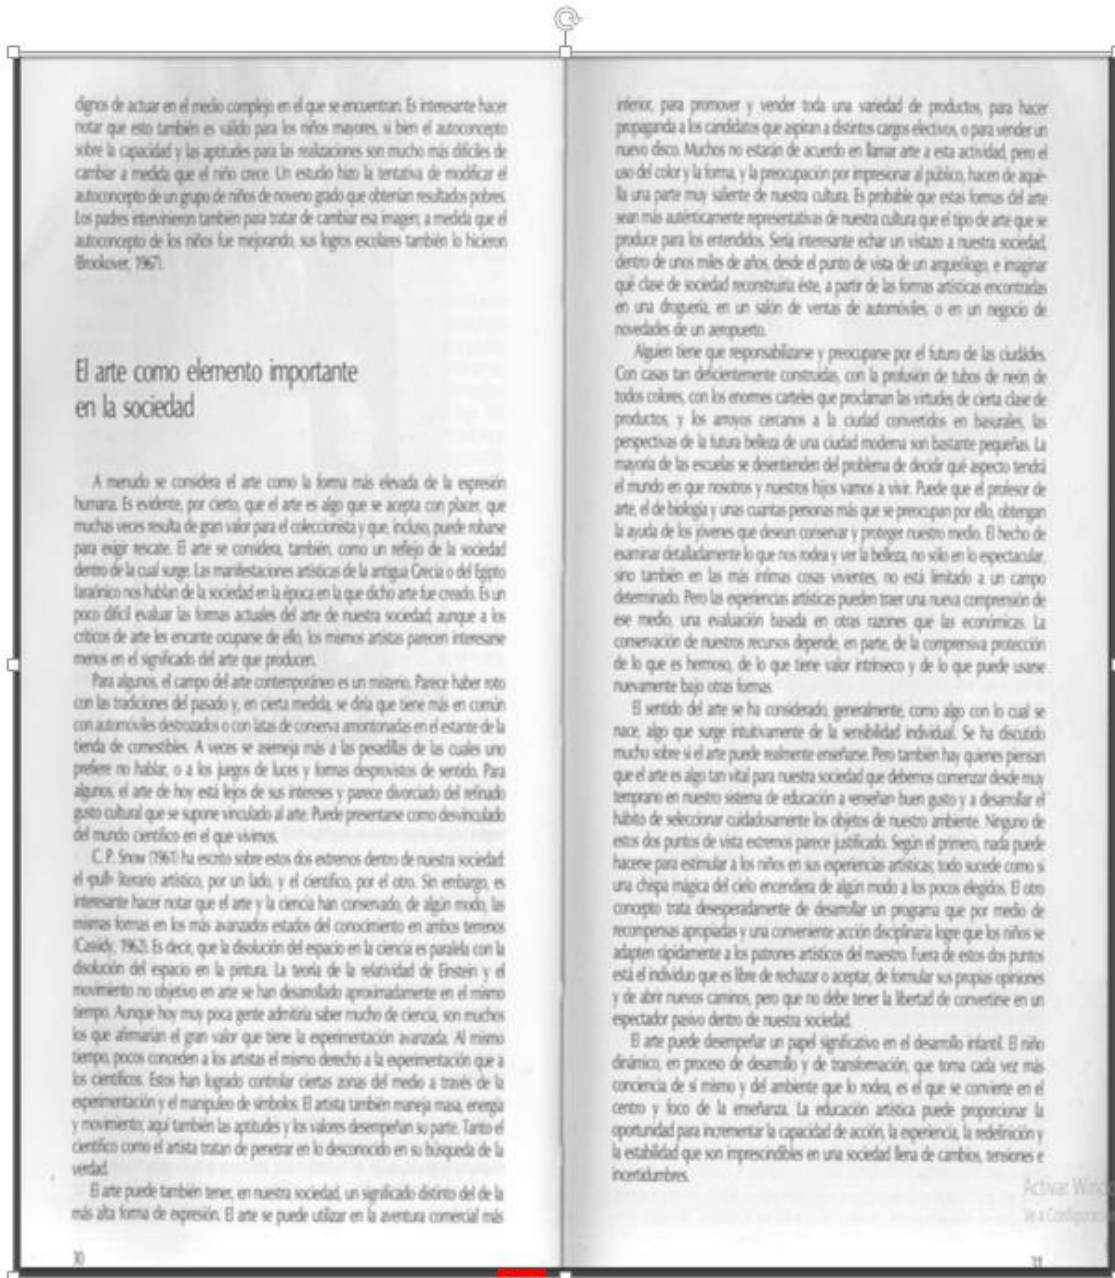 dignos de actuar en el medio complejo en el que se encuentran. Es interesante hacer
notar que esto también es válido para los niños mayores, si bien el autoconcepto
sobre la capacidad y las aptitudes para las realizaciones son mucho más difíciles de
cambiar a medida que el niño crece. Un estudio hizo la tentativa de modificar el
autoconcepto de un grupo de niños de noveno grado que obtenían resultados pobres.
Los padres intervinieron también para tratar de cambiar esa imagen; a medida que el
autoconcepto de los niños fue mejorando, sus logros escolares también lo hicieron
(Brookover, 1967).
El arte como elemento importante
en la sociedad
A menudo se considera el arte como la forma más elevada de la expresión
humana. Es evidente, por cierto, que el arte es algo que se acepta con placer, que
muchas veces resulta de gran valor para el coleccionista y que, incluso, puede robarse
para exigir rescate. El arte se considera, también, como un reflejo de la sociedad
dentro de la cual surge. Las manifestaciones artísticas de la antigua Grecia o del Egipto
faraónico nos hablan de la sociedad en la época en la que dicho arte fue creado. Es un
poco difícil evaluar las formas actuales del arte de nuestra sociedad; aunque a los
críticos de arte les encante ocuparse de ello, los mismos artistas parecen interesarse
menos en el significado del arte que producen.
Para algunos, el campo del arte contemporáneo es un misterio. Parece haber roto
con las tradiciones del pasado y, en cierta medida, se diría que tiene más en común
con automóviles destrozados o con latas de conserva amontonadas en el estante de la
tienda de comestibles. A veces se asemeja más a las pesadillas de las cuales uno
prefiere no hablar, o a los juegos de luces y formas desprovistos de sentido. Para
algunos, el arte de hoy está lejos de sus intereses y parece divorciado del refinado
gusto cultural que se supone vinculado al arte. Puede presentarse como desvinculado
del mundo científico en el que vivimos.
C. P. Snow (1961) ha escrito sobre estos dos extremos dentro de nuestra sociedad:
el «pull» literario artístico, por un lado, y el científico, por el otro. Sin embargo, es
interesante hacer notar que el arte y la ciencia han conservado, de algún modo, las
mismas formas en los más avanzados estados del conocimiento en ambos terrenos
(Cassidy, 1962). Es decir, que la disolución del espacio en la ciencia es paralela con la
disolución del espacio en la pintura. La teoría de la relatividad de Einstein y el
movimiento no objetivo en arte se han desarrollado aproximadamente en el mismo
tiempo. Aunque hoy muy poca gente admitiría saber mucho de ciencia, son muchos
los que afirmarían el gran valor que tiene la experimentación avanzada. Al mismo
tiempo, pocos conceden a los artistas el mismo derecho a la experimentación que a
los científicos. Estos han logrado controlar ciertas zonas del medio a través de la
experimentación y el manipuleo de símbolos. El artista también maneja masa, energía
y movimiento; aquí también las aptitudes y los valores desempeñan su parte. Tanto el
científico como el artista tratan de penetrar en lo desconocido en su búsqueda de la
verdad.
El arte puede también tener, en nuestra sociedad, un significado distinto del de la
más alta forma de expresión. El arte se puede utilizar en la aventura comercial más
30
inferior, para promover y vender toda una variedad de productos, para hacer
propaganda a los candidatos que aspiran a distintos cargos electivos, o para vender un
nuevo disco. Muchos no estarán de acuerdo en llamar arte a esta actividad, pero el
uso del color y la forma, y la preocupación por impresionar al público, hacen de aqué-
lla una parte muy saliente de nuestra cultura. Es probable que estas formas del arte
sean más auténticamente representativas de nuestra cultura que el tipo de arte que se
produce para los entendidos. Sería interesante echar un vistazo a nuestra sociedad,
dentro de unos miles de años, desde el punto de vista de un arqueólogo, e imaginar
qué clase de sociedad reconstruiría éste, a partir de las formas artísticas encontradas
en una droguería, en un salón de ventas de automóviles, o en un negocio de
novedades de un aeropuerto.
Alguien tiene que responsabilizarse y preocuparse por el futuro de las ciudades.
Con casas tan deficientemente construidas, con la profusión de tubos de neón de
todos colores, con los enormes carteles que proclaman las virtudes de cierta clase de
productos, y los arroyos cercanos a la ciudad convertidos en basurales, las
perspectivas de la futura belleza de una ciudad moderna son bastante pequeñas. La
mayoría de las escuelas se desentienden del problema de decidir qué aspecto tendrá
el mundo en que nosotros y nuestros hijos vamos a vivir. Puede que el profesor de
arte, el de biología y unas cuantas personas más que se preocupan por ello, obtengan
la ayuda de los jóvenes que desean conservar y proteger nuestro medio. El hecho de
examinar detalladamente lo que nos rodea y ver la belleza, no sólo en lo espectacular,
sino también en las más ínfimas cosas vivientes, no está limitado a un campo
determinado. Pero las experiencias artísticas pueden traer una nueva comprensión de
ese medio, una evaluación basada en otras razones que las económicas. La
conservación de nuestros recursos depende, en parte, de la comprensiva protección
de lo que es hermoso, de lo que tiene valor intrínseco y de lo que puede usarse
nuevamente bajo otras formas.
El sentido del arte se ha considerado, generalmente, como algo con lo cual se
nace, algo que surge intuitivamente de la sensibilidad individual. Se ha discutido
mucho sobre si el arte puede realmente enseñarse. Pero también hay quienes piensan
que el arte es algo tan vital para nuestra sociedad que debemos comenzar desde muy
temprano en nuestro sistema de educación a «enseñar» buen gusto y a desarrollar el
hábito de seleccionar cuidadosamente los objetos de nuestro ambiente. Ninguno de
estos dos puntos de vista extremos parece justificado. Según el primero, nada puede
hacerse para estimular a los niños en sus experiencias artísticas; todo sucede como si
una chispa mágica del cielo encendiera de algún modo a los pocos elegidos. El otro
concepto trata desesperadamente de desarrollar un programa que por medio de
recompensas apropiadas y una conveniente acción disciplinaria logre que los niños se
adapten rápidamente a los patrones artísticos del maestro. Fuera de estos dos puntos
está el individuo que es libre de rechazar o aceptar, de formular sus propias opiniones
y de abrir nuevos caminos, pero que no debe tener la libertad de convertirse en un
espectador pasivo dentro de nuestra sociedad.
El arte puede desempeñar un papel significativo en el desarrollo infantil. El niño
dinámico, en proceso de desarrollo y de transformación, que toma cada vez más
conciencia de sí mismo y del ambiente que lo rodea, es el que se convierte en el
centro y foco de la enseñanza. La educación artística puede proporcionar la
oportunidad para incrementar la capacidad de acción, la experiencia, la redefinición y
la estabilidad que son imprescindibles en una sociedad llena de cambios, tensiones e
incertidumbres.
Activar Windo
Ve a Configurac